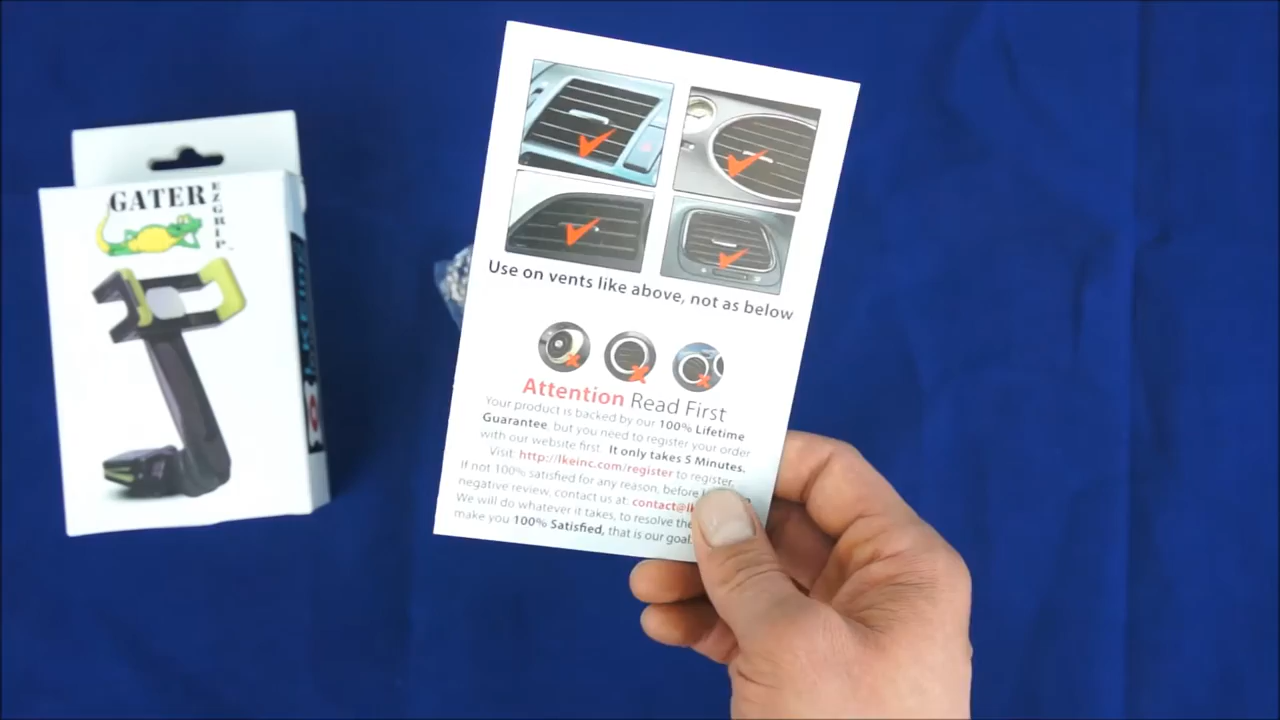 GATER
EZGRIP
Use on vents like above, not as below
Attention Read First
Your product is backed by our 100% Lifetime
Guarantee, but you need to register your order
with our website first. It only takes 5 Minutes.
Visit: http://lkeinc.com/register to register.
If not 100% satisfied for any reason, before
negative review, contact us at: contact@lk
We will do whatever it takes, to resolve the
make you 100% Satisfied, that is our goal.